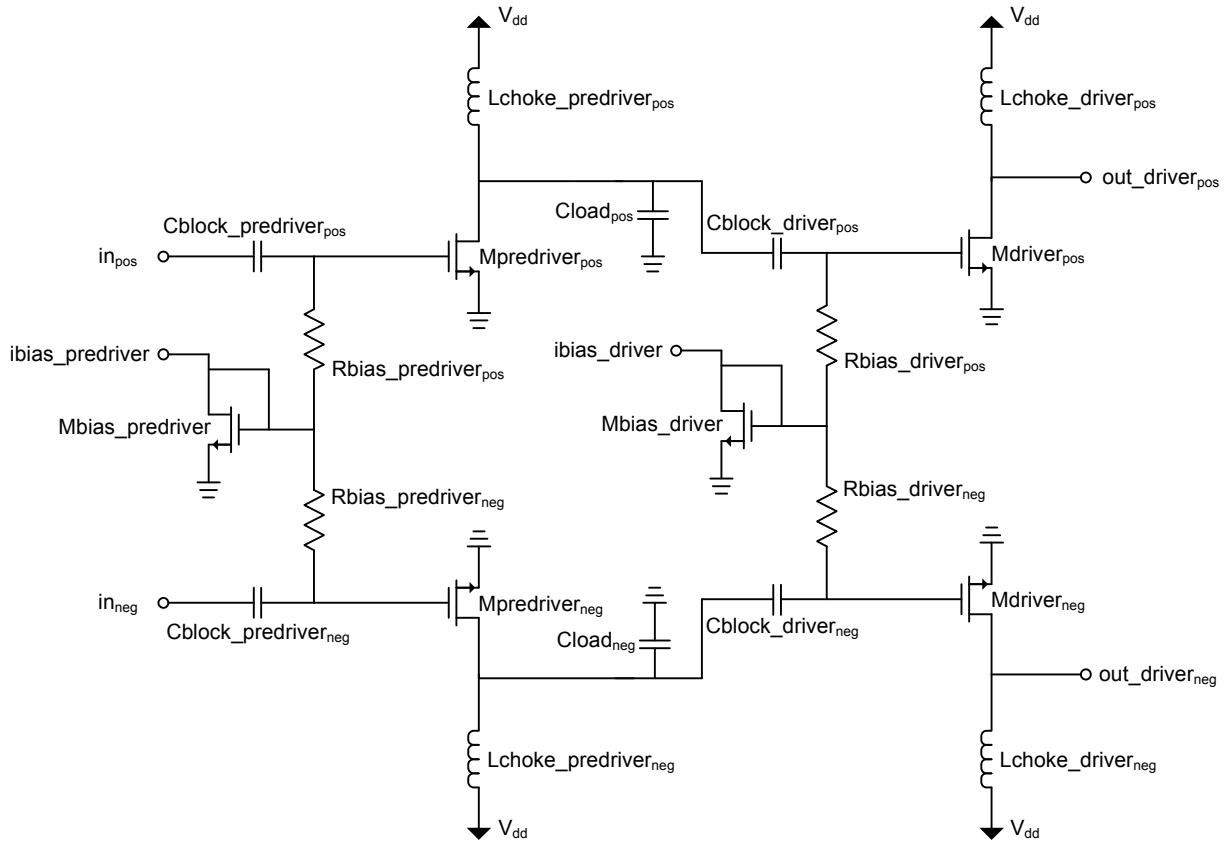 Vdd
Vdd
Lchoke_predriverpos
Lchoke_driverpos
out_driverpos
Cloadpos
Cblock_predriverpos
Cblock_driverpos
inpos
Mpredriverpos
Mdriverpos
ibias_predriver
ibias_driver
Rbias_predriverpos
Rbias_driverpos
Mbias_predriver
Mbias_driver
Rbias_predriverneg
Rbias_driverneg
inneg
Mpredriverneg
Mdriverneg
Cblock_predriverneg
Cloadneg
Cblock_driverneg
out_driverneg
Lchoke_predriverneg
Lchoke_driverneg
Vdd
Vdd